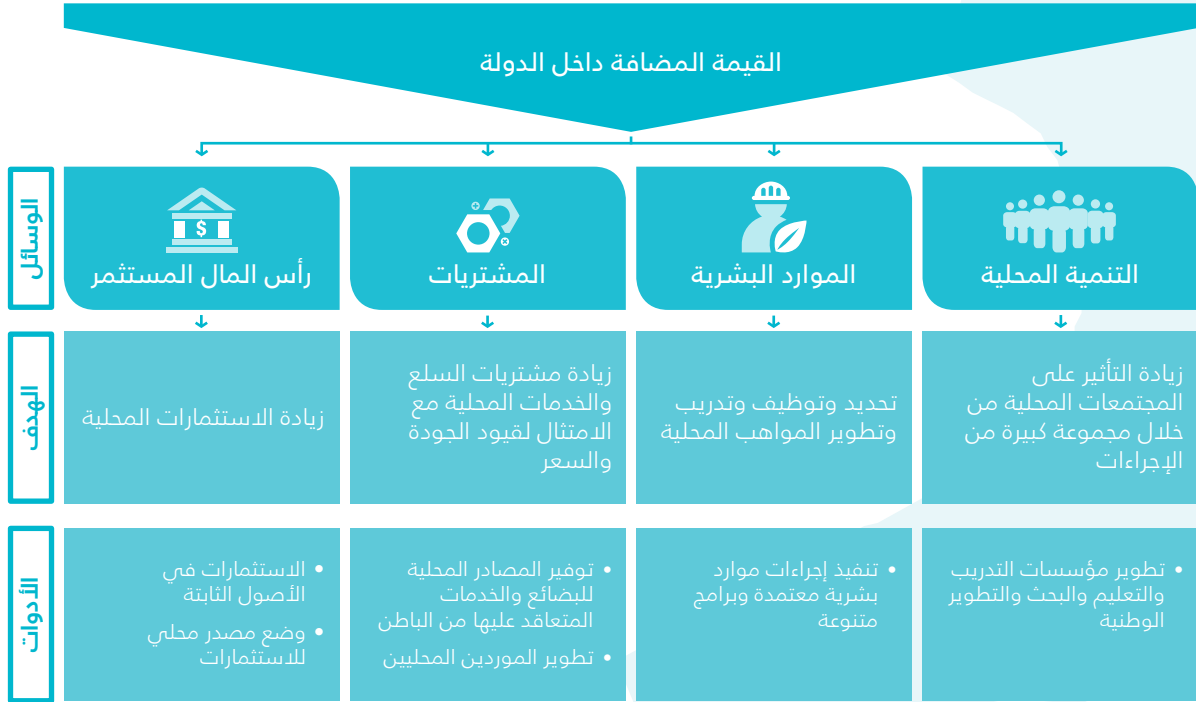 القيمة المضافة داخل الدولة
الوسائل
التنمية المحلية
الموارد البشرية
المشتريات
$
رأس المال المستثمر
الهدف
زيادة التأثير على
المجتمعات المحلية من
خلال مجموعة كبيرة من
الإجراءات
تحديد وتوظيف وتدريب
وتطوير المواهب المحلية
زيادة مشتريات السلع
والخدمات المحلية مع
الامتثال لقيود الجودة
والسعر
زيادة الاستثمارات المحلية
الأدوات
• تطوير مؤسسات التدريب
والتعليم والبحث والتطوير
الوطنية
• تنفيذ إجراءات موارد
بشرية معتمدة وبرامج
متنوعة
• توفير المصادر المحلية
للبضائع والخدمات
المتعاقد عليها من الباطن
• تطوير الموردين المحليين
• الاستثمارات في
الأصول الثابتة
• وضع مصدر محلي
للاستثمارات